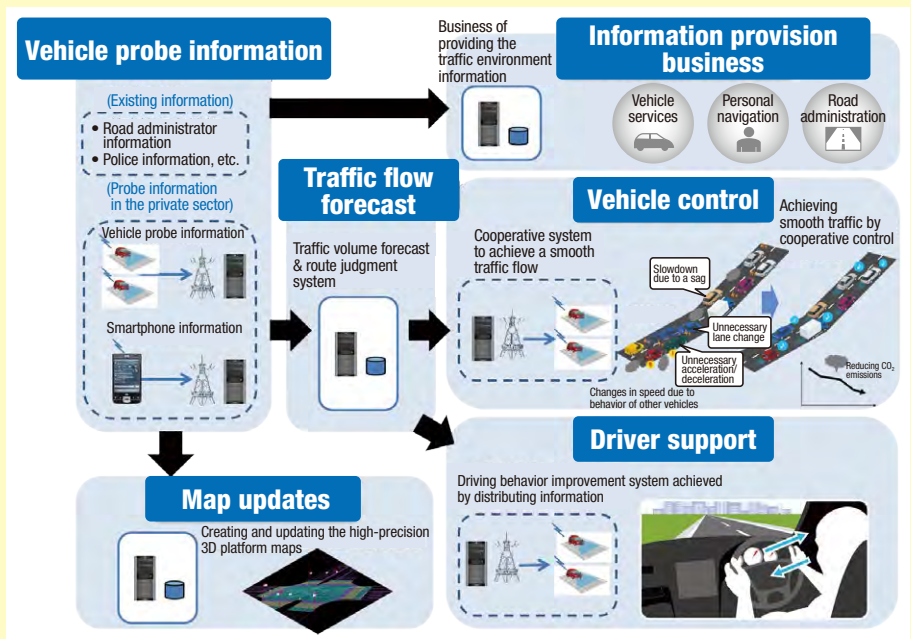 Vehicle probe information
(Existing information)
• Road administrator
information
• Police information, etc.
(Probe information
in the private sector)
Vehicle probe information
Smartphone information
Business of
providing the
traffic environment
information
Information provision
business
Vehicle
services
Personal
navigation
Road
administration
Traffic flow
forecast
Traffic volume forecast
& route judgment
system
Vehicle control
Cooperative system
to achieve a smooth
traffic flow
Slowdown
due to a sag
Unnecessary
lane change
Unnecessary
acceleration/
deceleration
Changes in speed due to
behavior of other vehicles
Achieving
smooth traffic by
cooperative control
Reducing CO₂
emissions
Driver support
Driving behavior improvement system achieved
by distributing information
Map updates
Creating and updating the high-precision
3D platform maps